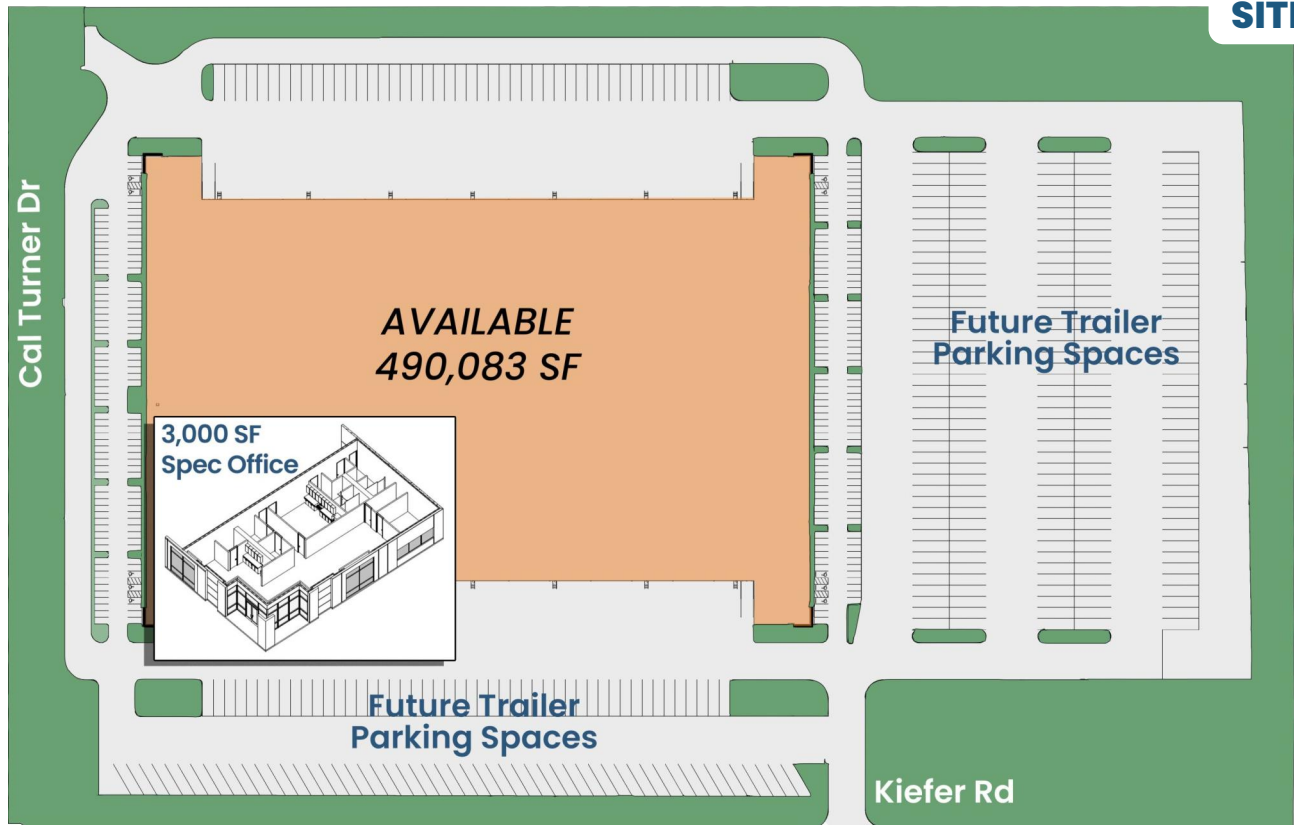 Cal Turner Dr
AVAILABLE
490,083 SF
3,000 SF
Spec Office
Future Trailer
Parking Spaces
Future Trailer
Parking Spaces
Kiefer Rd